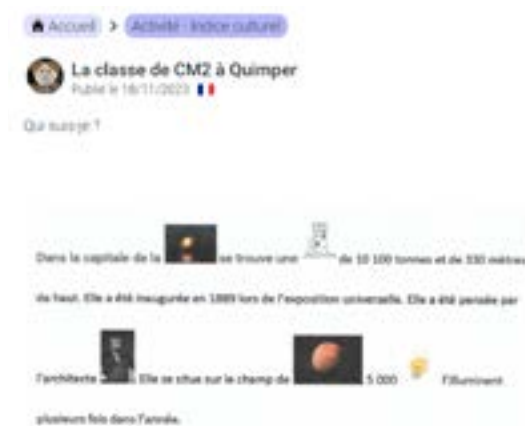 Accueil > Activité - Indice culturel
La classe de CM2 à Quimper
Publié le 16/11/2023
Qui suis-je ?
Dans la capitale de la se trouve une de 10 100 tonnes et de 330 mètres
de haut. Elle a été inaugurée en 1889 lors de l'exposition universelle. Elle a été pensée par
l'architecte . Elle se situe sur le champ de 5 000 l'illuminent
plusieurs fois dans l'année.